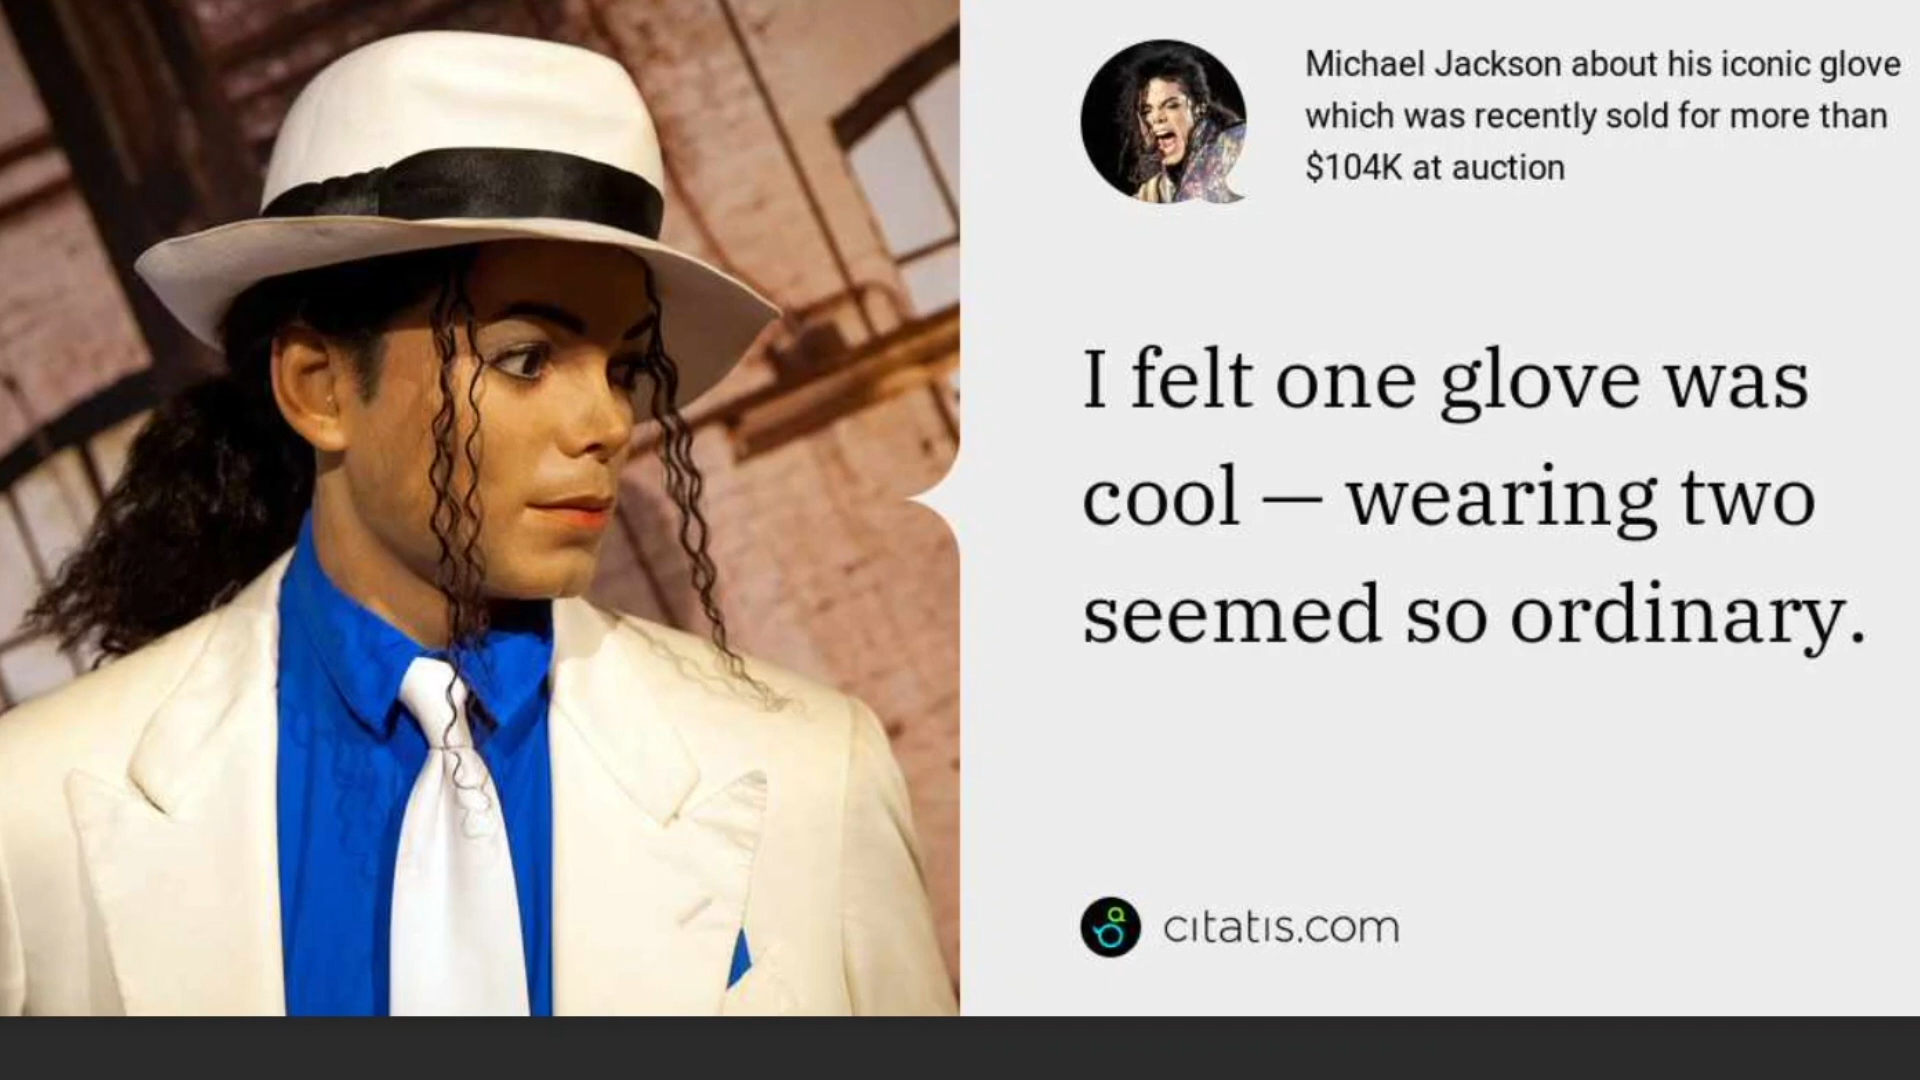 Michael Jackson about his iconic glove
which was recently sold for more than
$104K at auction
I felt one glove was
cool — wearing two
seemed so ordinary.
citatis.com